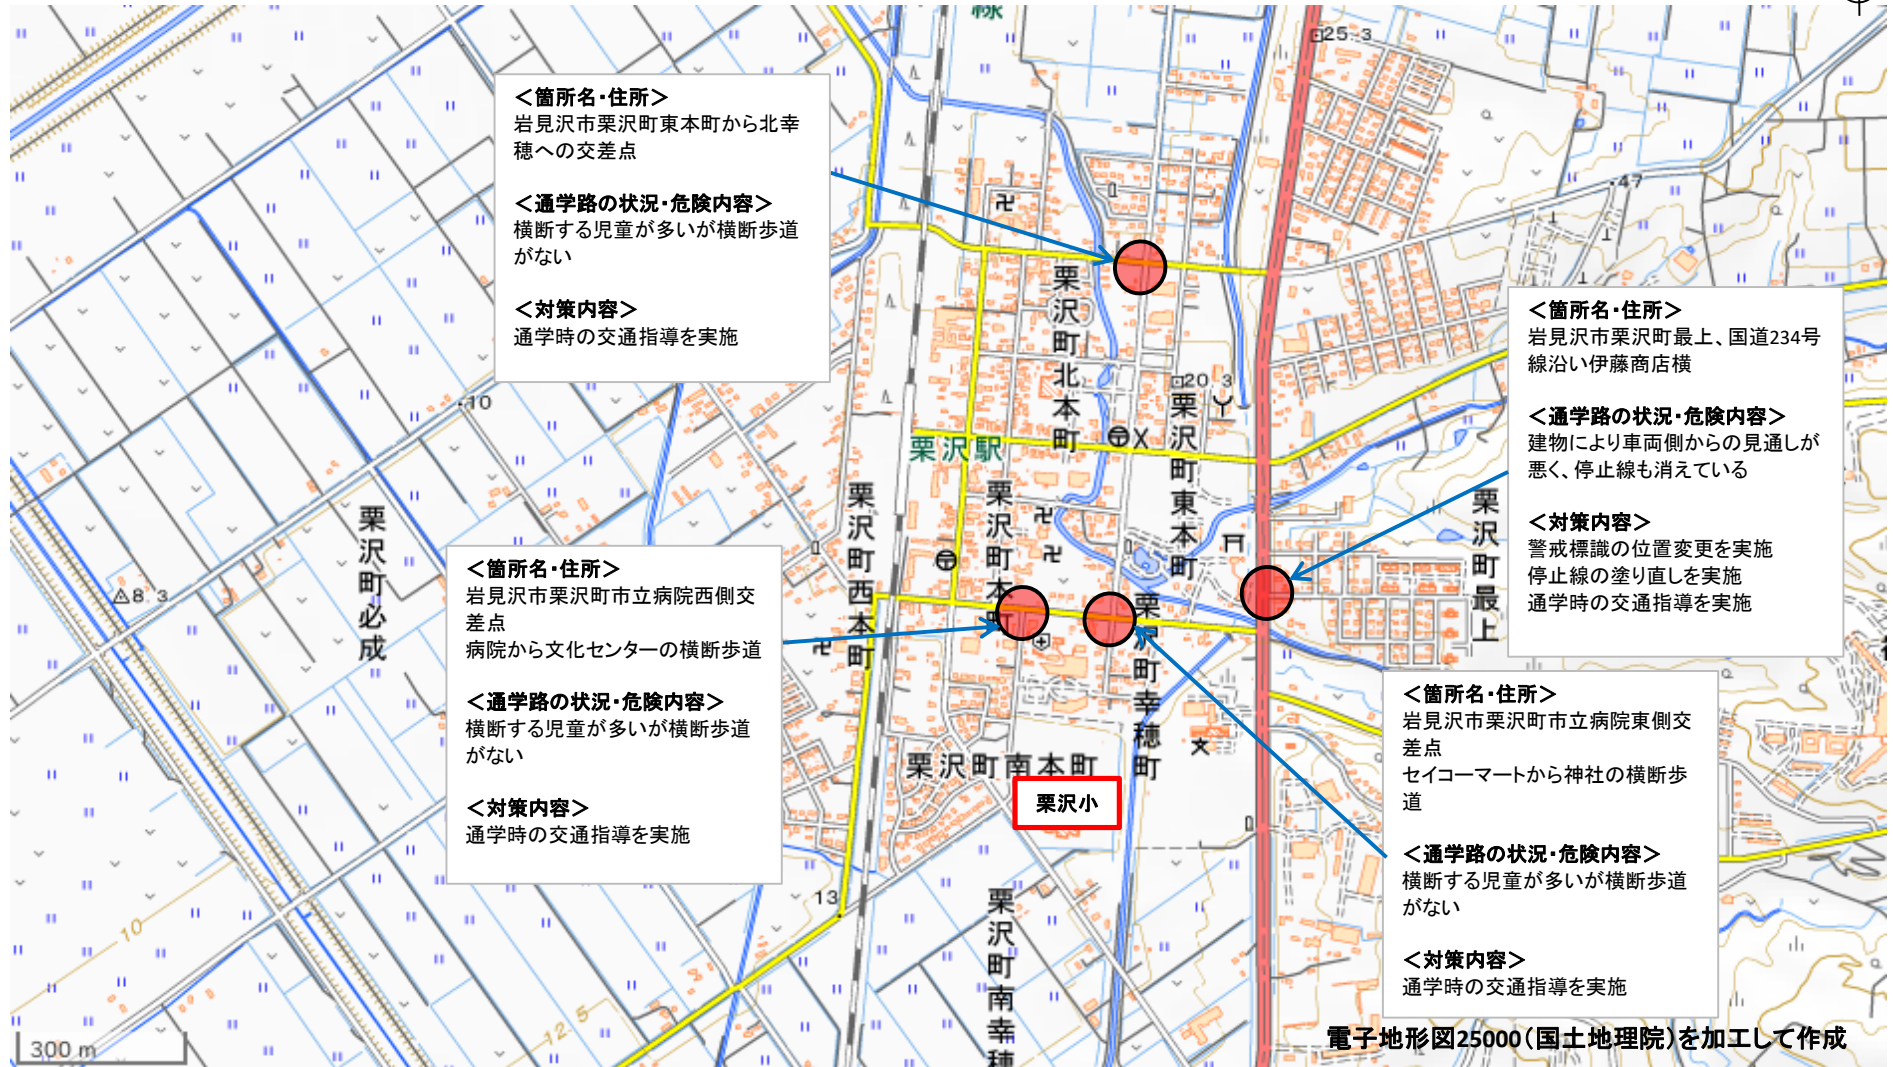 線
25.3
47
＜箇所名・住所＞
岩見沢市栗沢町東本町から北幸
穂への交差点
＜通学路の状況・危険内容＞
横断する児童が多いが横断歩道
がない
＜対策内容＞
通学時の交通指導を実施
＜箇所名・住所＞
岩見沢市栗沢町最上、国道234号
線沿い伊藤商店横
＜通学路の状況・危険内容＞
建物により車両側からの見通しが
悪く、停止線も消えている
＜対策内容＞
警戒標識の位置変更を実施
停止線の塗り直しを実施
通学時の交通指導を実施
＜箇所名・住所＞
岩見沢市栗沢町市立病院西側交
差点
病院から文化センターの横断歩道
＜通学路の状況・危険内容＞
横断する児童が多いが横断歩道
がない
＜対策内容＞
通学時の交通指導を実施
＜箇所名・住所＞
岩見沢市栗沢町市立病院東側交
差点
セイコーマートから神社の横断歩
道
＜通学路の状況・危険内容＞
横断する児童が多いが横断歩道
がない
＜対策内容＞
通学時の交通指導を実施
栗沢町北本町
20.3
10
栗沢駅
栗沢町東本町
栗沢町本町
栗沢町西本町
栗沢町必成
8.3
栗沢町最上
栗沢町幸穂町
栗沢町南本町
栗沢小
13
栗沢町南幸穂
10
12.5
300 m
電子地形図25000（国土地理院）を加工して作成